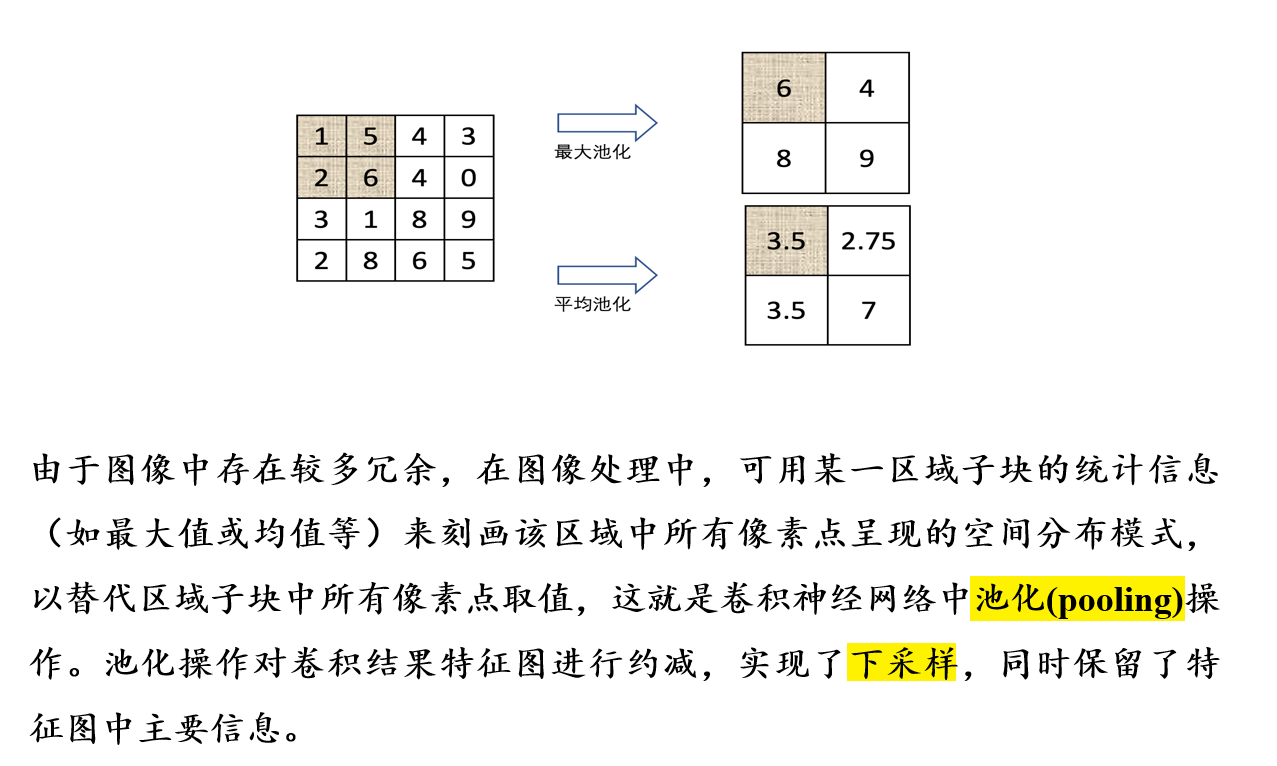 1 5 4 3
2 6 4 0
3 1 8 9
2 8 6 5
最大池化
6 4
8 9
平均池化
3.5 2.75
3.5 7
由于图像中存在较多冗余，在图像处理中，可用某一区域子块的统计信息
（如最大值或均值等）来刻画该区域中所有像素点呈现的空间分布模式，
以替代区域子块中所有像素点取值，这就是卷积神经网络中池化(pooling)操
作。池化操作对卷积结果特征图进行约减，实现了下采样，同时保留了特
征图中主要信息。